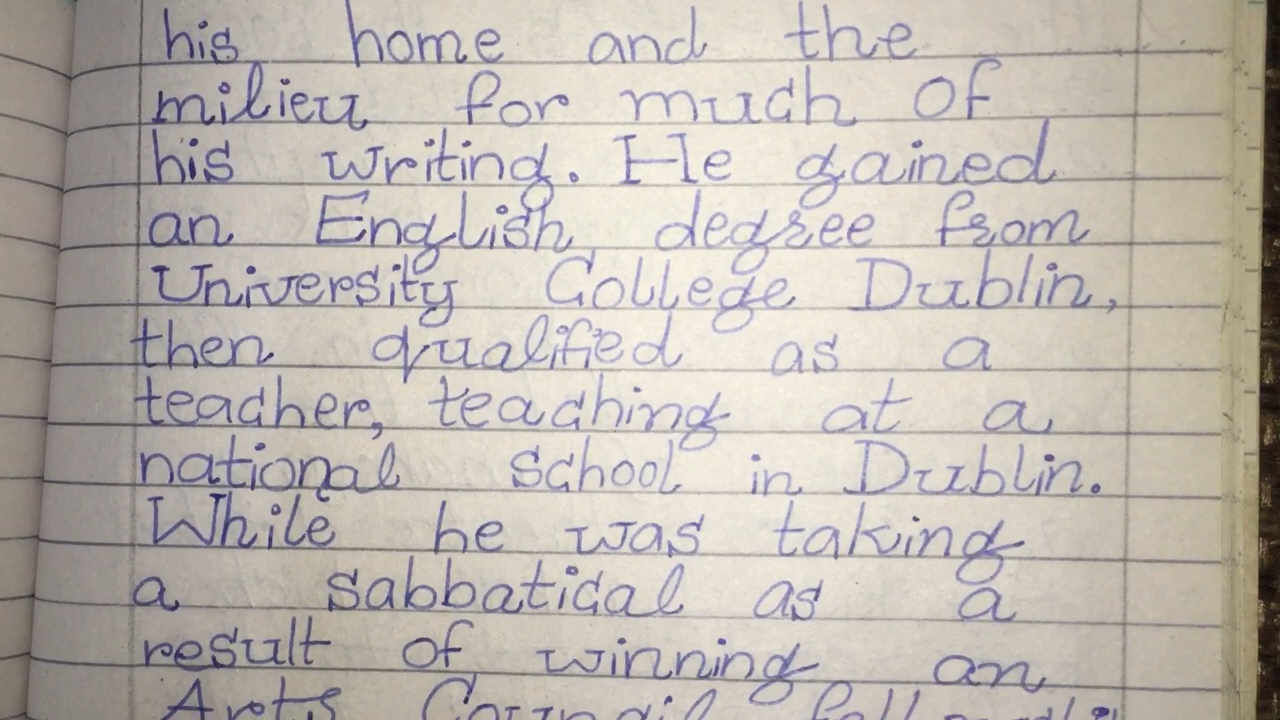 his home and the
milieu for much of
his writing. He gained
an English degree from
University College Dublin,
then qualified as a
teacher, teaching at a
national school in Dublin.
While he was taking
a sabbatical as a
result of winning an
Arts Council